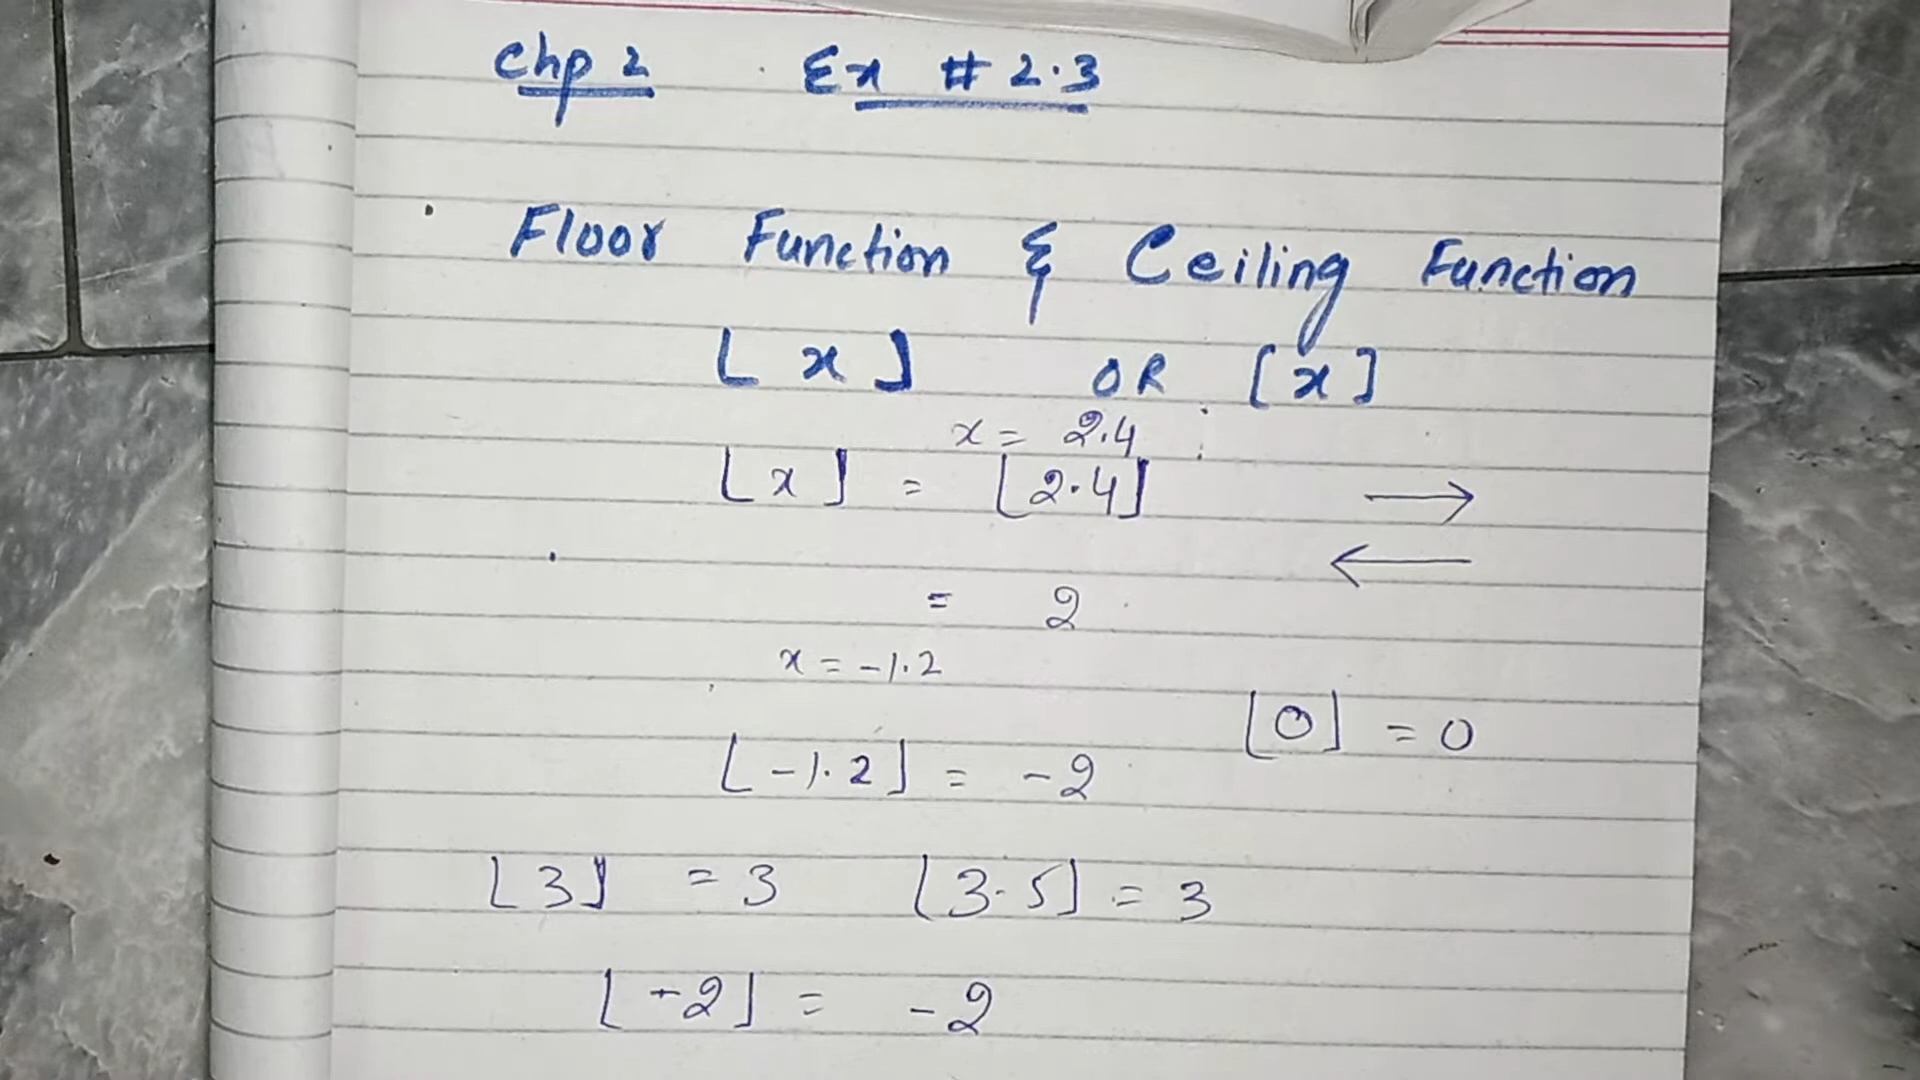 Chp 2 Ex # 2.3
Floor Function & Ceiling Function
⌊x⌋ OR [x]
x = 2.4
⌊x⌋ = ⌊2.4⌋ →
←
= 2
x = -1.2
⌊0⌋ = 0
⌊-1.2⌋ = -2
⌊3⌋ = 3 ⌊3.5⌋ = 3
⌊-2⌋ = -2